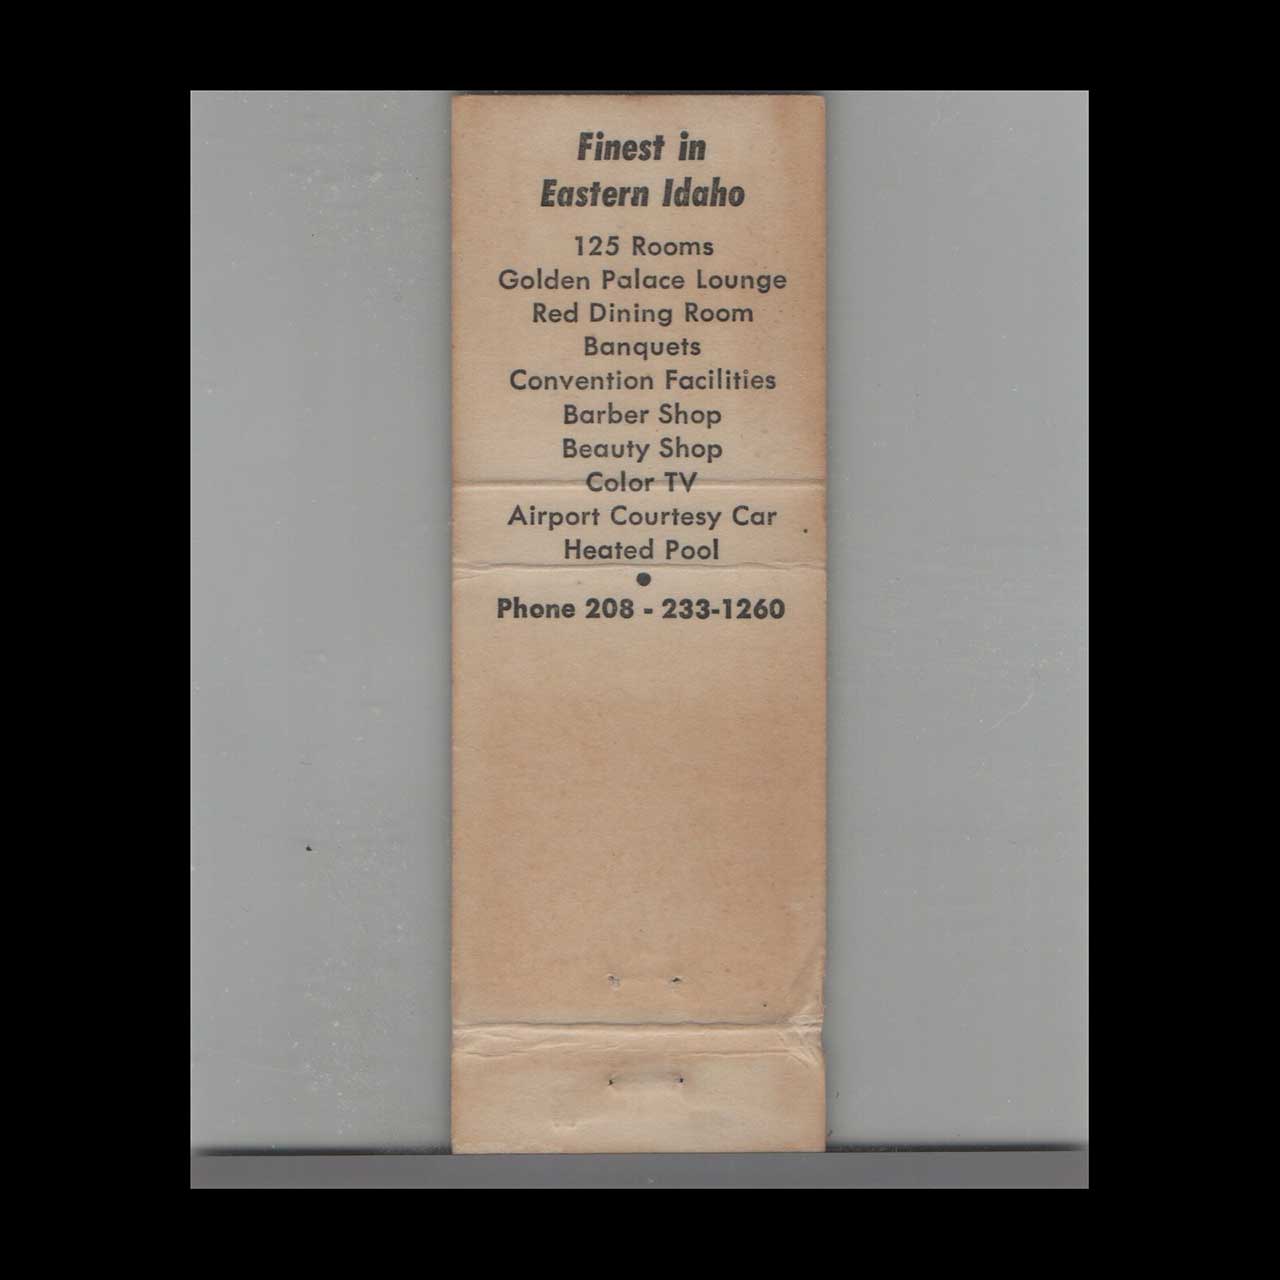 Finest in
Eastern Idaho
125 Rooms
Golden Palace Lounge
Red Dining Room
Banquets
Convention Facilities
Barber Shop
Beauty Shop
Color TV
Airport Courtesy Car
Heated Pool
•
Phone 208 - 233-1260